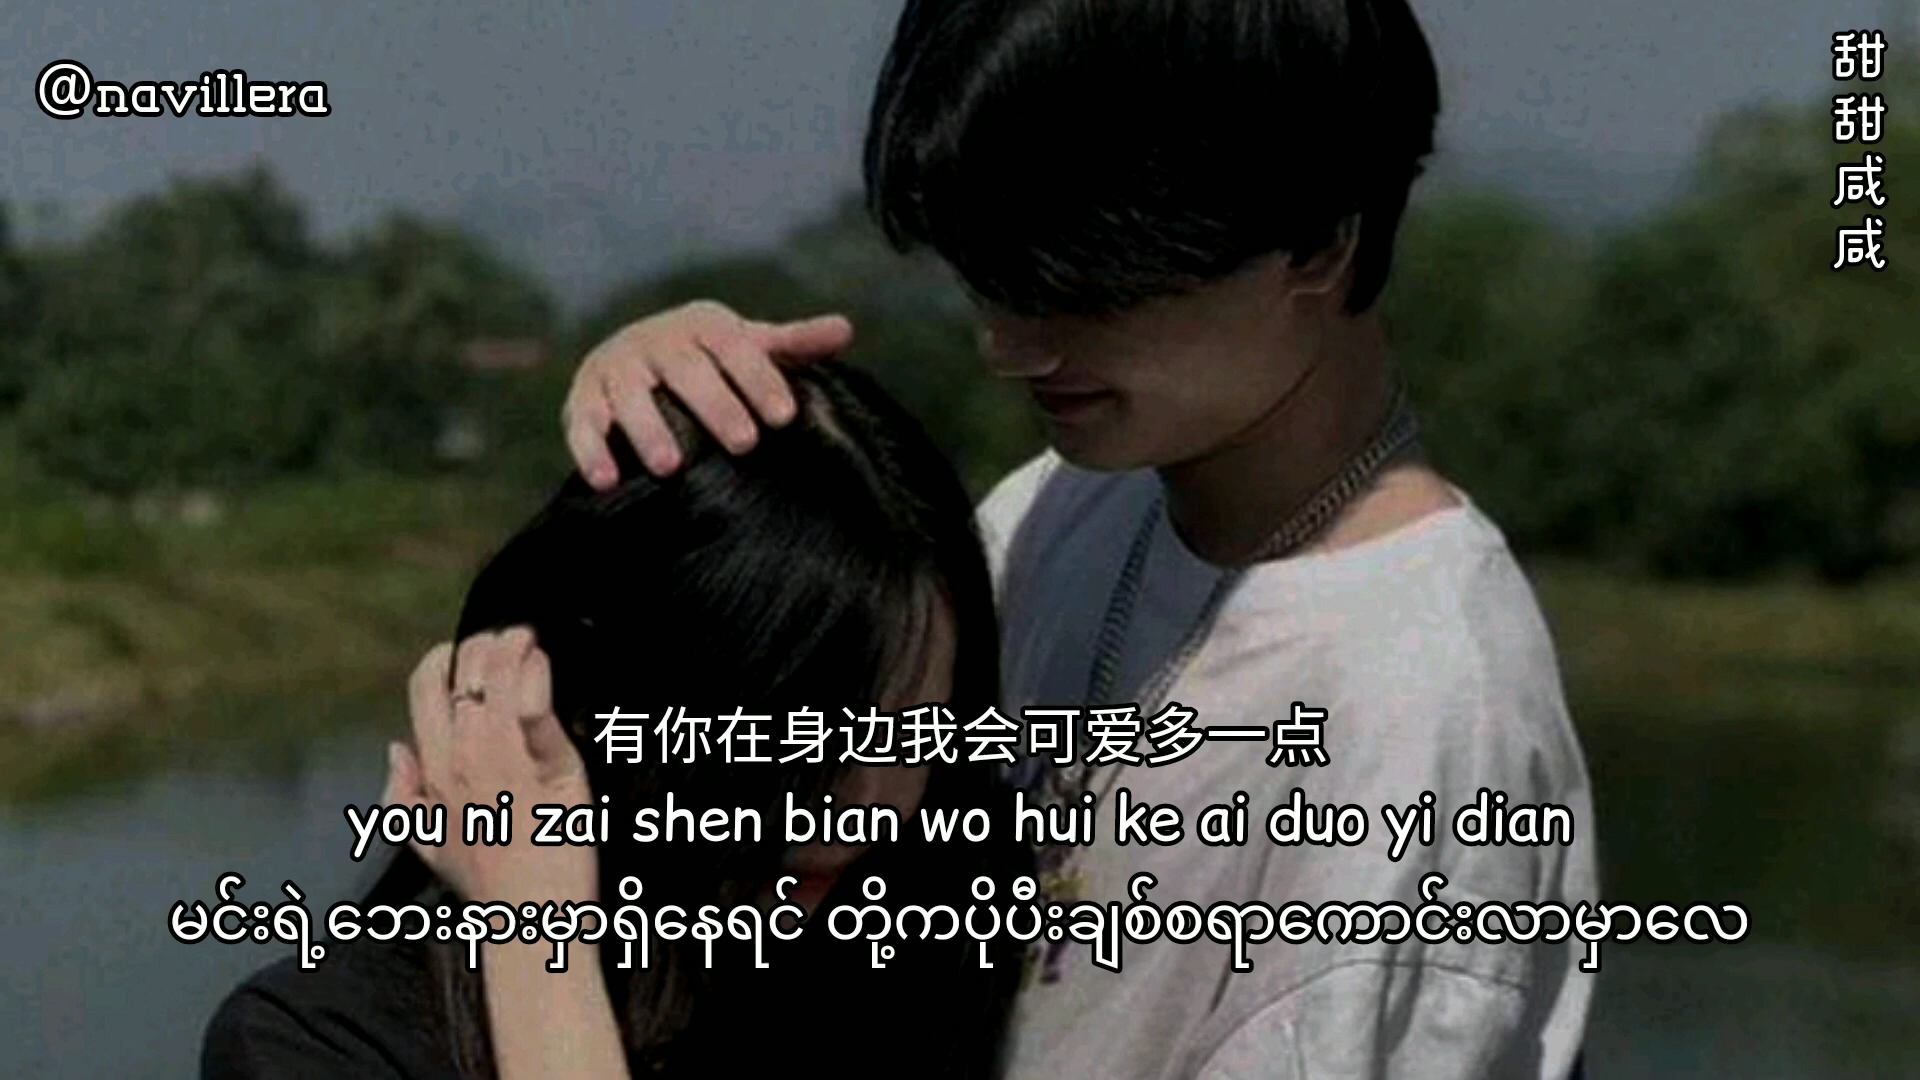 @navillera
甜甜咸咸
有你在身边我会可爱多一点
you ni zai shen bian wo hui ke ai duo yi dian
မင်းရဲ့ဘေးနားမှာရှိနေရင် တို့ကပိုပီးချစ်စရာကောင်းလာမှာလေ